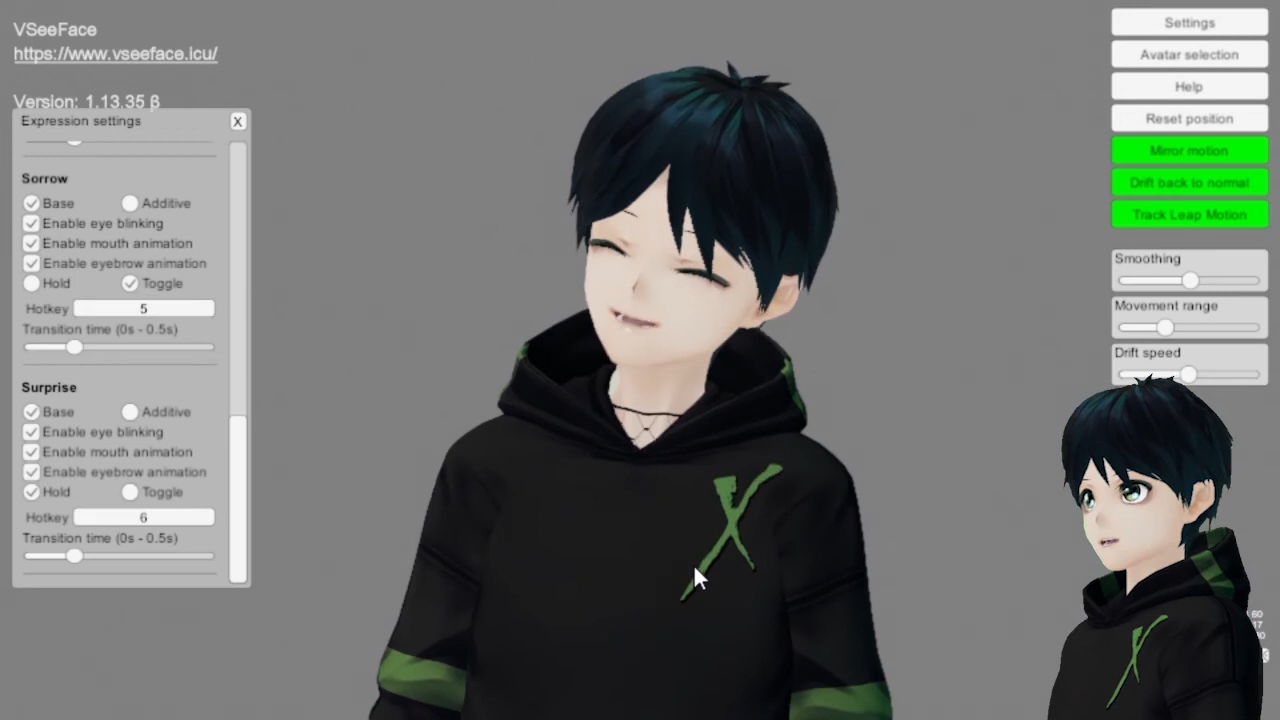 VSeeFace
https://www.vseeface.icu/
Version: 1.13.35 β
Expression settings
X
Sorrow
Base
Additive
Enable eye blinking
Enable mouth animation
Enable eyebrow animation
Hold
Toggle
Hotkey
5
Transition time (0s - 0.5s)
Surprise
Base
Additive
Enable eye blinking
Enable mouth animation
Enable eyebrow animation
Hold
Toggle
Hotkey
6
Transition time (0s - 0.5s)
Settings
Avatar selection
Help
Reset position
Mirror motion
Drift back to normal
Track Leap Motion
Smoothing
Movement range
Drift speed
60